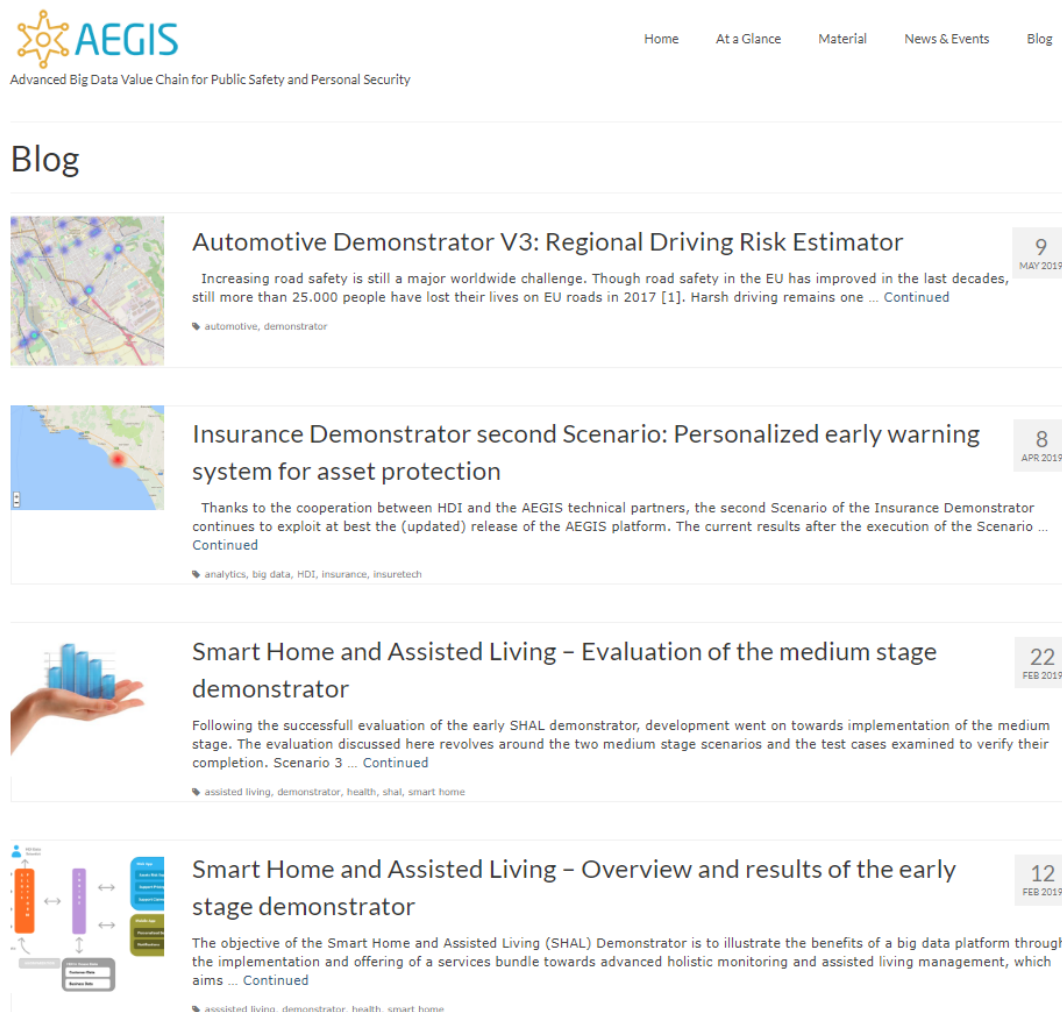 AEGIS
Home At a Glance Material News & Events Blog
Advanced Big Data Value Chain for Public Safety and Personal Security
Blog
Automotive Demonstrator V3: Regional Driving Risk Estimator
9
MAY 2019
Increasing road safety is still a major worldwide challenge. Though road safety in the EU has improved in the last decades,
still more than 25.000 people have lost their lives on EU roads in 2017 [1]. Harsh driving remains one … Continued
automotive, demonstrator
Insurance Demonstrator second Scenario: Personalized early warning
system for asset protection
8
APR 2019
Thanks to the cooperation between HDI and the AEGIS technical partners, the second Scenario of the Insurance Demonstrator
continues to exploit at best the (updated) release of the AEGIS platform. The current results after the execution of the Scenario …
Continued
analytics, big data, HDI, insurance, insuretech
Smart Home and Assisted Living – Evaluation of the medium stage
demonstrator
22
FEB 2019
Following the successfull evaluation of the early SHAL demonstrator, development went on towards implementation of the medium
stage. The evaluation discussed here revolves around the two medium stage scenarios and the test cases examined to verify their
completion. Scenario 3 … Continued
assisted living, demonstrator, health, shal, smart home
Smart Home and Assisted Living – Overview and results of the early
stage demonstrator
12
FEB 2019
The objective of the Smart Home and Assisted Living (SHAL) Demonstrator is to illustrate the benefits of a big data platform through
the implementation and offering of a services bundle towards advanced holistic monitoring and assisted living management, which
aims … Continued
asssisted living, demonstrator, health, smart home